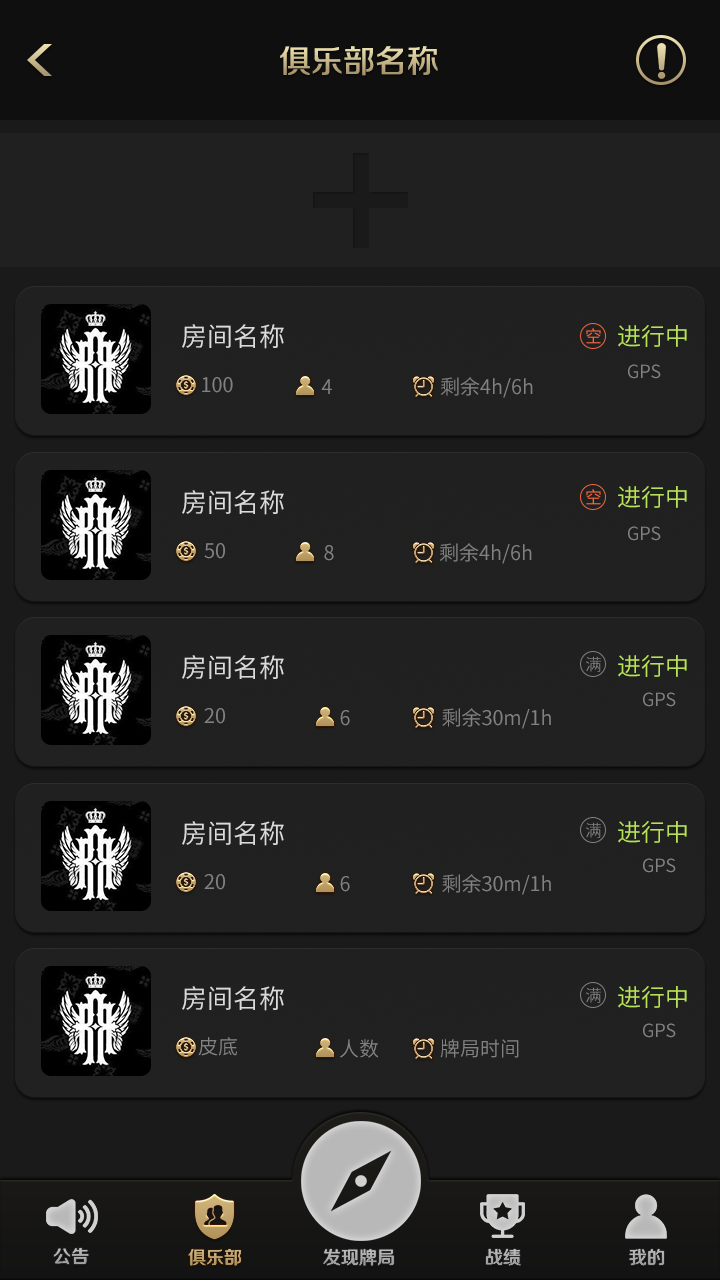 俱乐部名称
房间名称
空 进行中
GPS
100 4 剩余4h/6h
房间名称
空 进行中
GPS
50 8 剩余4h/6h
房间名称
满 进行中
GPS
20 6 剩余30m/1h
房间名称
满 进行中
GPS
20 6 剩余30m/1h
房间名称
满 进行中
GPS
皮底 人数 牌局时间
公告 俱乐部 发现牌局 战绩 我的